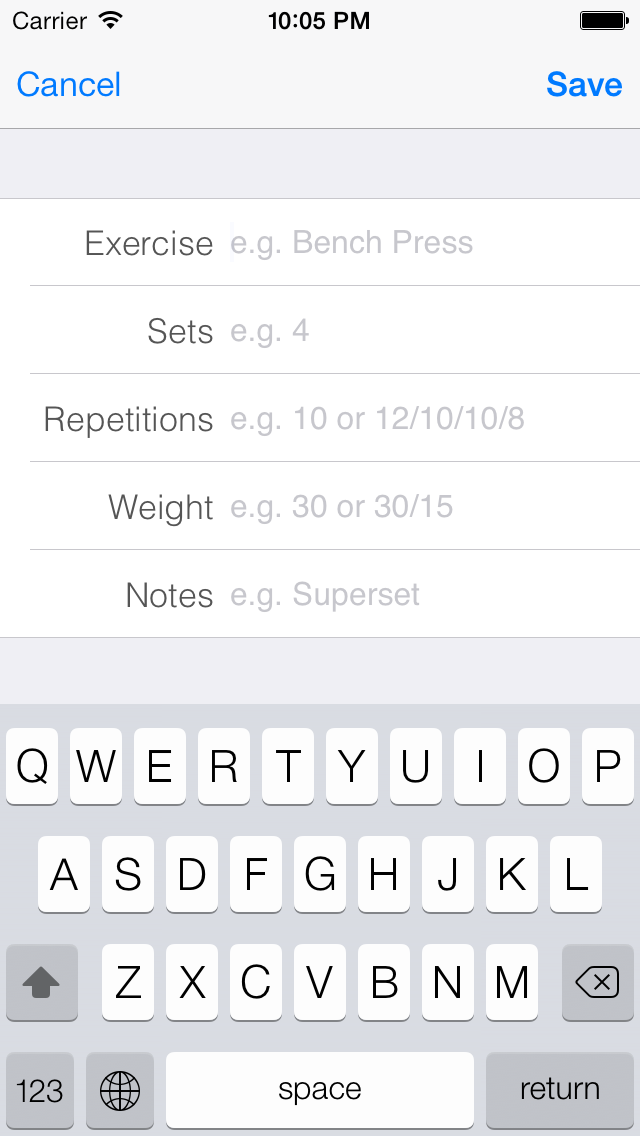 Carrier 10:05 PM
Cancel Save
Exercise e.g. Bench Press
Sets e.g. 4
Repetitions e.g. 10 or 12/10/10/8
Weight e.g. 30 or 30/15
Notes e.g. Superset
Q W E R T Y U I O P
A S D F G H J K L
Z X C V B N M
123 space return